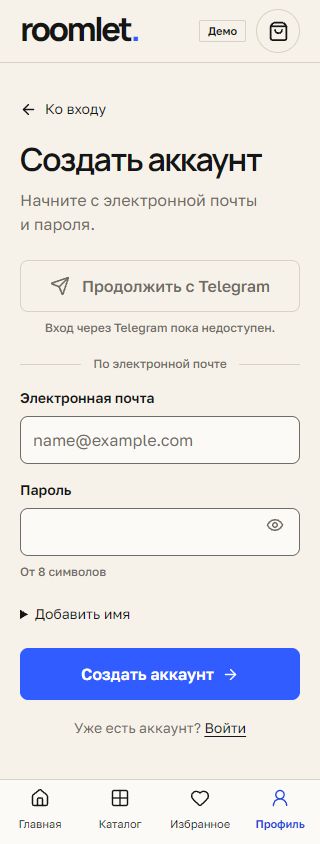 roomlet.
Демо
Ко входу
Создать аккаунт
Начните с электронной почты
и пароля.
Продолжить с Telegram
Вход через Telegram пока недоступен.
По электронной почте
Электронная почта
name@example.com
Пароль
От 8 символов
Добавить имя
Создать аккаунт
Уже есть аккаунт? Войти
Главная
Каталог
Избранное
Профиль